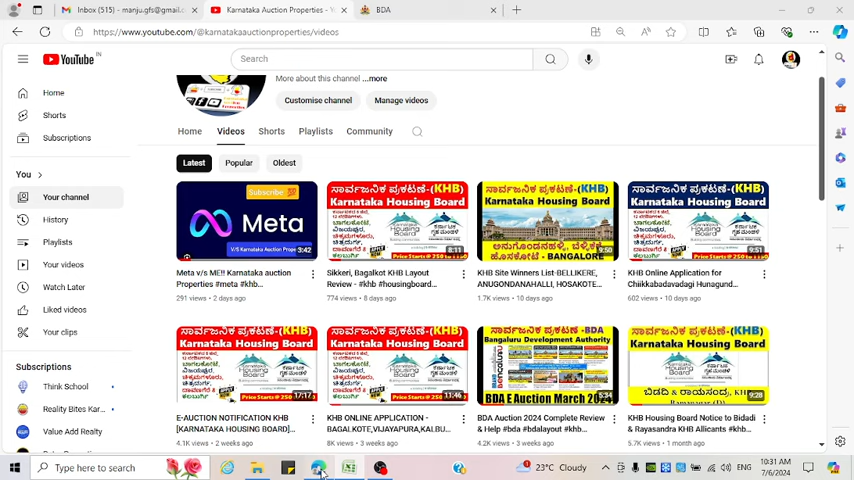 Inbox (515) - manju.gfs@gmail.c
Karnataka Auction Properties - Y
BDA
https://www.youtube.com/@karnatakaauctionproperties/videos
YouTube IN
Search
More about this channel ...more
Customise channel
Manage videos
Home
Videos
Shorts
Playlists
Community
Latest
Popular
Oldest
Home
Shorts
Subscriptions
You
Your channel
History
Playlists
Your videos
Watch Later
Liked videos
Your clips
Subscriptions
Think School
Reality Bites Kar...
Value Add Realty
Subscribe 💯
Meta
V/S Karnataka Auction Prope
3:42
ಸಾರ್ವಜನಿಕ ಪ್ರಕಟಣೆ-(KHB)
Karnataka Housing Board
8:11
ಸಾರ್ವಜನಿಕ ಪ್ರಕಟಣೆ-(KHB)
Karnataka Housing Board
BANGALORE
9:50
ಸಾರ್ವಜನಿಕ ಪ್ರಕಟಣೆ-(KHB)
Karnataka Housing Board
9:51
Meta v/s ME!! Karnataka auction
Properties #meta #khb...
291 views • 2 days ago
Sikkeri, Bagalkot KHB Layout
Review - #khb #housingboard...
774 views • 8 days ago
KHB Site Winners List-BELLIKERE,
ANUGONDANAHALLI, HOSAKOTE...
1.7K views • 10 days ago
KHB Online Application for
Chiikkabadavadagi Hunagund...
602 views • 10 days ago
ಸಾರ್ವಜನಿಕ ಪ್ರಕಟಣೆ-(KHB)
Karnataka Housing Board
17:17
ಸಾರ್ವಜನಿಕ ಪ್ರಕಟಣೆ-(KHB)
Karnataka Housing Board
11:46
ಸಾರ್ವಜನಿಕ ಪ್ರಕಟಣೆ -BDA
Bangaluru Development Authority
BDA E Auction March 2024
ಸಾರ್ವಜನಿಕ ಪ್ರಕಟಣೆ-(KHB)
Karnataka Housing Board
9:28
E-AUCTION NOTIFICATION KHB
[KARNATAKA HOUSING BOARD]...
4.1K views • 2 weeks ago
KHB ONLINE APPLICATION -
BAGALKOTE,VIJAYAPURA,KALBU...
8K views • 3 weeks ago
BDA Auction 2024 Complete Review
& Help #bda #bdalayout #khb...
4.2K views • 3 weeks ago
KHB Housing Board Notice to Bidadi
& Rayasandra KHB Allicants #khb...
5.7K views • 1 month ago
Type here to search
23°C Cloudy
ENG
10:31 AM
7/6/2024